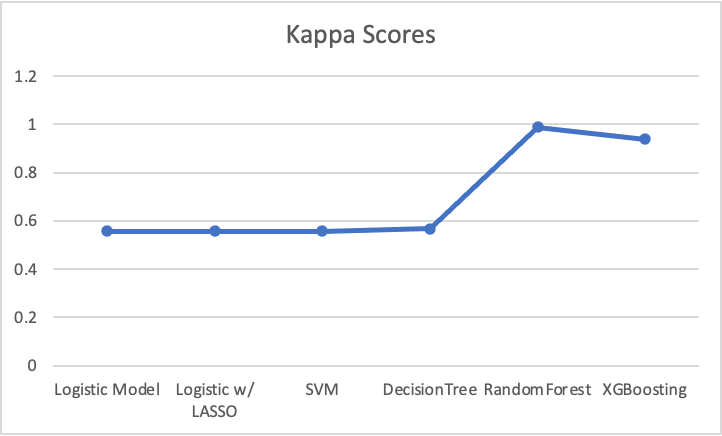 Kappa Scores
1.2
1
0.8
0.6
0.4
0.2
0
Logistic Model
Logistic w/
LASSO
SVM
DecisionTree
RandomForest
XGBoosting